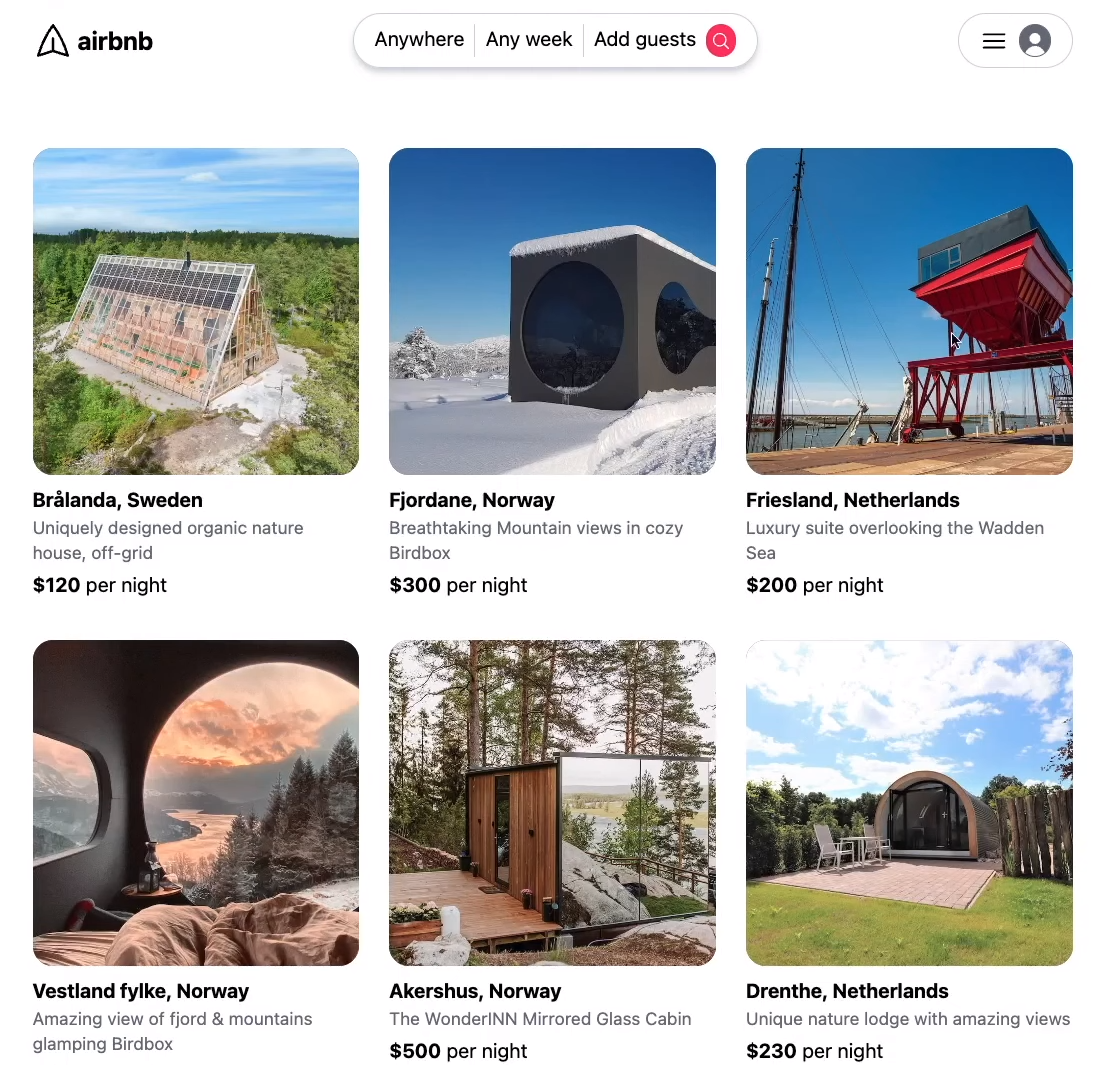 airbnb
Anywhere
Any week
Add guests
Brålanda, Sweden
Uniquely designed organic nature
house, off-grid
$120 per night
Fjordane, Norway
Breathtaking Mountain views in cozy
Birdbox
$300 per night
Friesland, Netherlands
Luxury suite overlooking the Wadden
Sea
$200 per night
Vestland fylke, Norway
Amazing view of fjord & mountains
glamping Birdbox
Akershus, Norway
The WonderINN Mirrored Glass Cabin
$500 per night
Drenthe, Netherlands
Unique nature lodge with amazing views
$230 per night